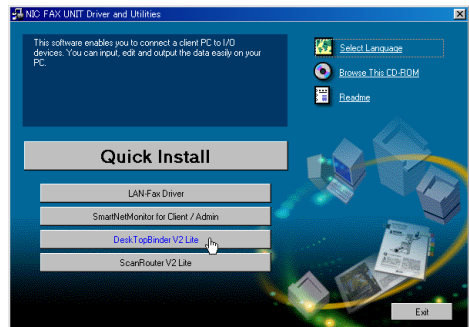 NIC FAX UNIT Driver and Utilities
This software enables you to connect a client PC to I/O
devices. You can input, edit and output the data easily on your
PC.
Select Language
Browse This CD-ROM
Readme
Quick Install
LAN-Fax Driver
SmartNetMonitor for Client / Admin
DeskTopBinder V2 Lite
ScanRouter V2 Lite
Exit